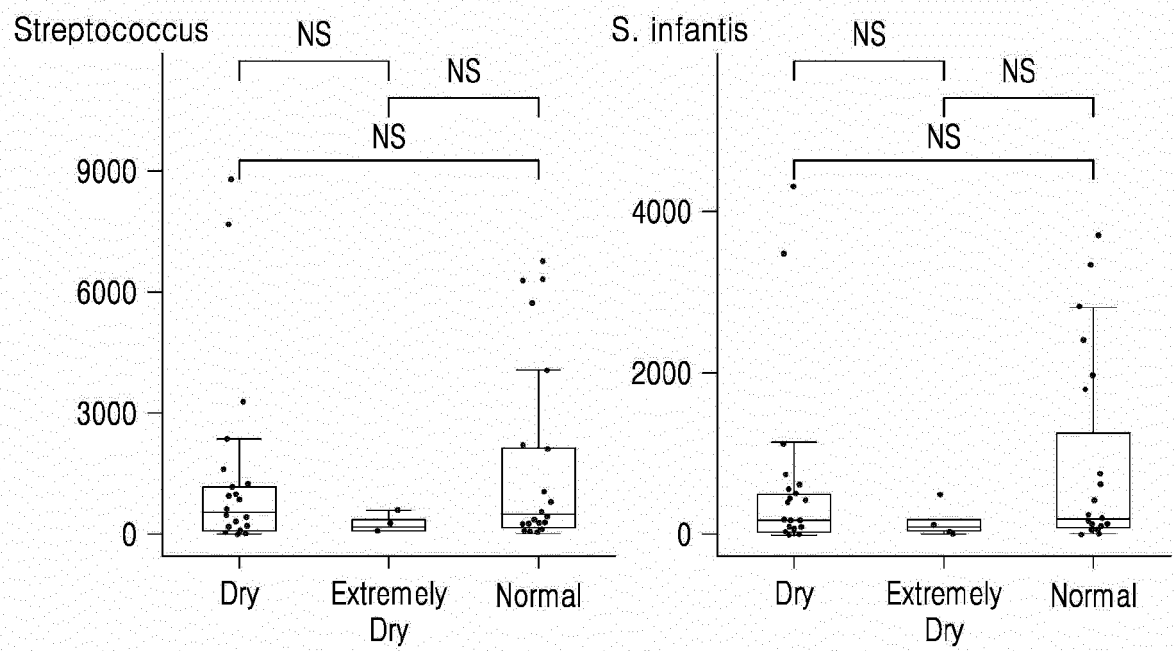 Streptococcus
NS
NS
NS
9000
6000
3000
0
Dry
Extremely
Dry
Normal
S. infantis
NS
NS
NS
4000
2000
0
Dry
Extremely
Dry
Normal